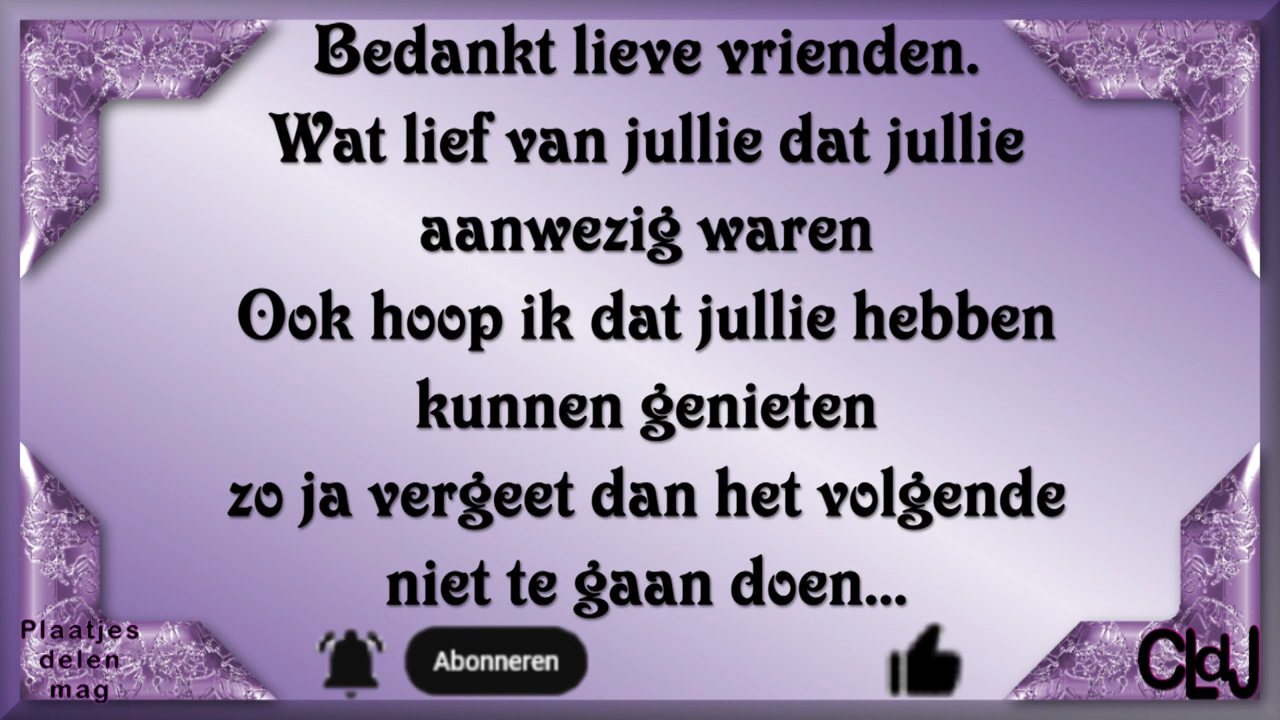 Bedankt lieve vrienden.
Wat lief van jullie dat jullie
aanwezig waren
Ook hoop ik dat jullie hebben
kunnen genieten
zo ja vergeet dan het volgende
niet te gaan doen...
Abonneren
Plaatjes
delen
mag
CLdJ